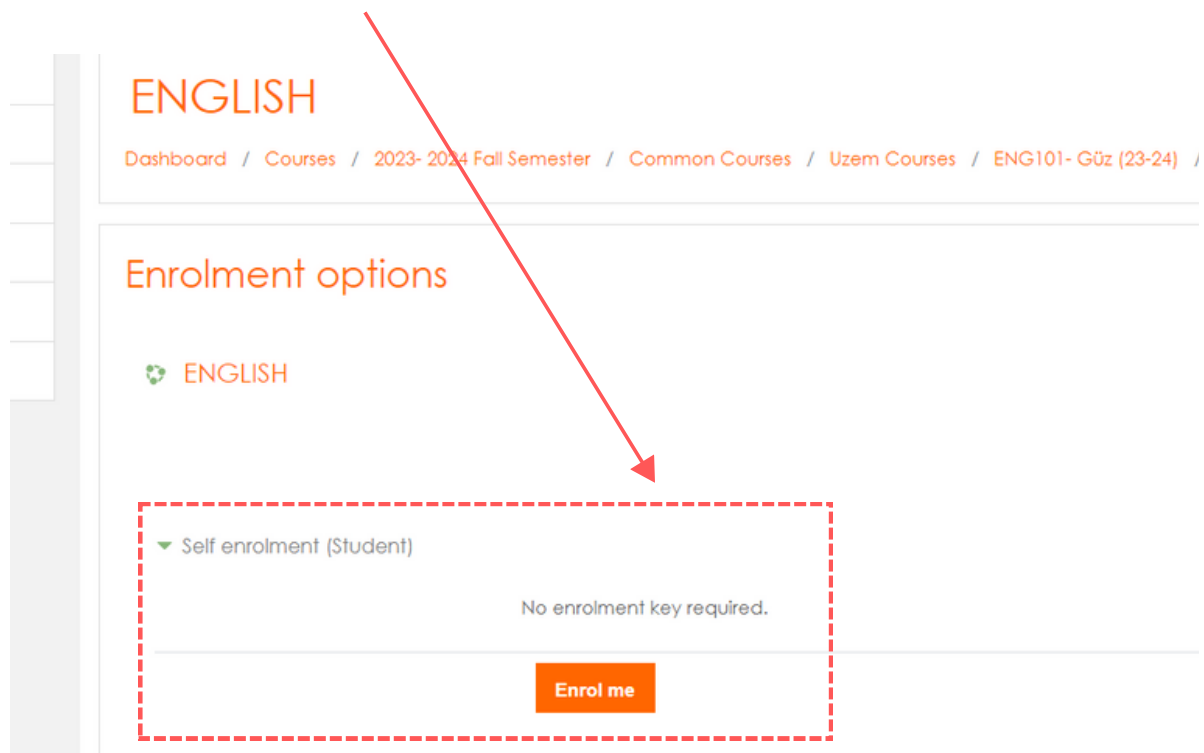 ENGLISH
Dashboard / Courses / 2023- 2024 Fall Semester / Common Courses / Uzem Courses / ENG101- Güz (23-24) /
Enrolment options
ENGLISH
Self enrolment (Student)
No enrolment key required.
Enrol me